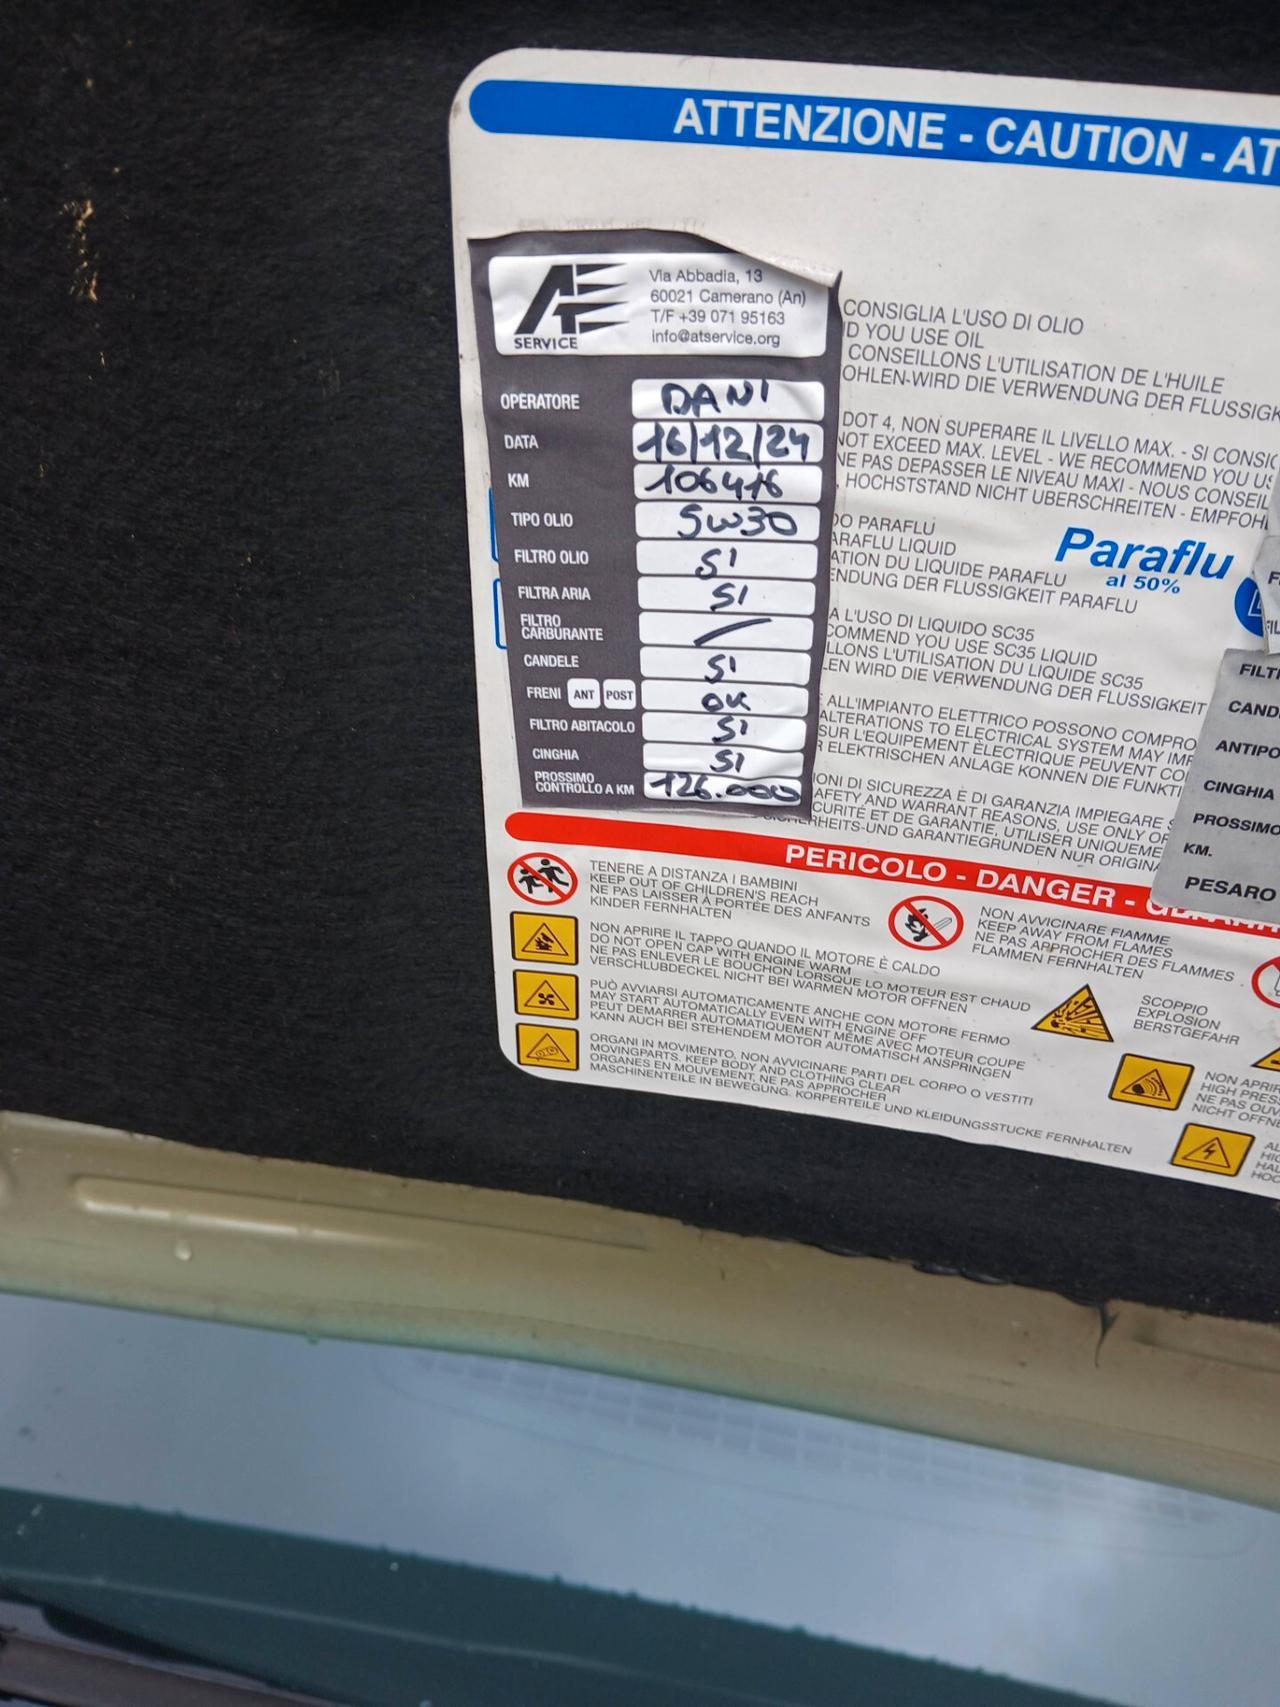 ATTENZIONE - CAUTION - AT
AT
SERVICE
Via Abbadia, 13
60021 Camerano (An)
T/F +39 071 95163
info@atservice.org
OPERATORE DANI
DATA 16/12/24
KM 106416
TIPO OLIO 5W30
FILTRO OLIO SI
FILTRA ARIA SI
FILTRO CARBURANTE /
CANDELE SI
FRENI ANT POST OK
FILTRO ABITACOLO SI
CINGHIA SI
PROSSIMO
CONTROLLO A KM 126.000
CONSIGLIA L'USO DI OLIO
D YOU USE OIL
CONSEILLONS L'UTILISATION DE L'HUILE
OHLEN-WIRD DIE VERWENDUNG DER FLUSSIGK
DOT 4, NON SUPERARE IL LIVELLO MAX. - SI CONSIG
NOT EXCEED MAX. LEVEL - WE RECOMMEND YOU US
NE PAS DEPASSER LE NIVEAU MAXI - NOUS CONSEIL
, HOCHSTSTAND NICHT UBERSCHREITEN - EMPFOH
DO PARAFLU
ARAFLU LIQUID
ATION DU LIQUIDE PARAFLU
ENDUNG DER FLUSSIGKEIT PARAFLU
Paraflu
al 50%
A L'USO DI LIQUIDO SC35
COMMEND YOU USE SC35 LIQUID
LLONS L'UTILISATION DU LIQUIDE SC35
EN WIRD DIE VERWENDUNG DER FLUSSIGKEIT
ALL'IMPIANTO ELETTRICO POSSONO COMPRO
ALTERATIONS TO ELECTRICAL SYSTEM MAY IMP
SUR L'EQUIPEMENT ÈLECTRIQUE PEUVENT CO
R ELEKTRISCHEN ANLAGE KONNEN DIE FUNKTI
IONI DI SICUREZZA È DI GARANZIA IMPIEGARE S
AFETY, AND WARRANT REASONS, USE ONLY OR
CURITÉ ET DE GARANTIE, UTILISER UNIQUEME
SICHERHEITS-UND GARANTIEGRUNDEN NUR ORIGINA
FILT
CAND
ANTIPO
CINGHIA
PROSSIMO
KM.
PESARO
PERICOLO - DANGER -
TENERE A DISTANZA I BAMBINI
KEEP OUT OF CHILDREN'S REACH
NE PAS LAISSER À PORTÉE DES ANFANTS
KINDER FERNHALTEN
NON AVVICINARE FIAMME
KEEP AWAY FROM FLAMES
NE PAS APPROCHER DES FLAMMES
FLAMMEN FERNHALTEN
NON APRIRE IL TAPPO QUANDO IL MOTORE È CALDO
DO NOT OPEN CAP WITH ENGINE WARM
NE PAS ENLEVER LE BOUCHON LORSQUE LO MOTEUR EST CHAUD
VERSCHLUBDECKEL NICHT BEI WARMEN MOTOR OFFNEN
PUÒ AVVIARSI AUTOMATICAMENTE ANCHE CON MOTORE FERMO
MAY START AUTOMATICALLY EVEN WITH ENGINE OFF
PEUT DEMARRER AUTOMATIQUEMENT MÊME AVEC MOTEUR COUPE
KANN AUCH BEI STEHENDEM MOTOR AUTOMATISCH ANSPRINGEN
SCOPPIO
EXPLOSION
BERSTGEFAHR
ORGANI IN MOVIMENTO, NON AVVICINARE PARTI DEL CORPO O VESTITI
MOVINGPARTS. KEEP BODY AND CLOTHING CLEAR
ORGANES EN MOUVEMENT, NE PAS APPROCHER
MASCHINENTEILE IN BEWEGUNG. KORPERTEILE UND KLEIDUNGSSTUCKE FERNHALTEN
NON APRIR
HIGH PRES
NE PAS OUV
NICHT OFFNE
AL
HIG
HAU
HOC